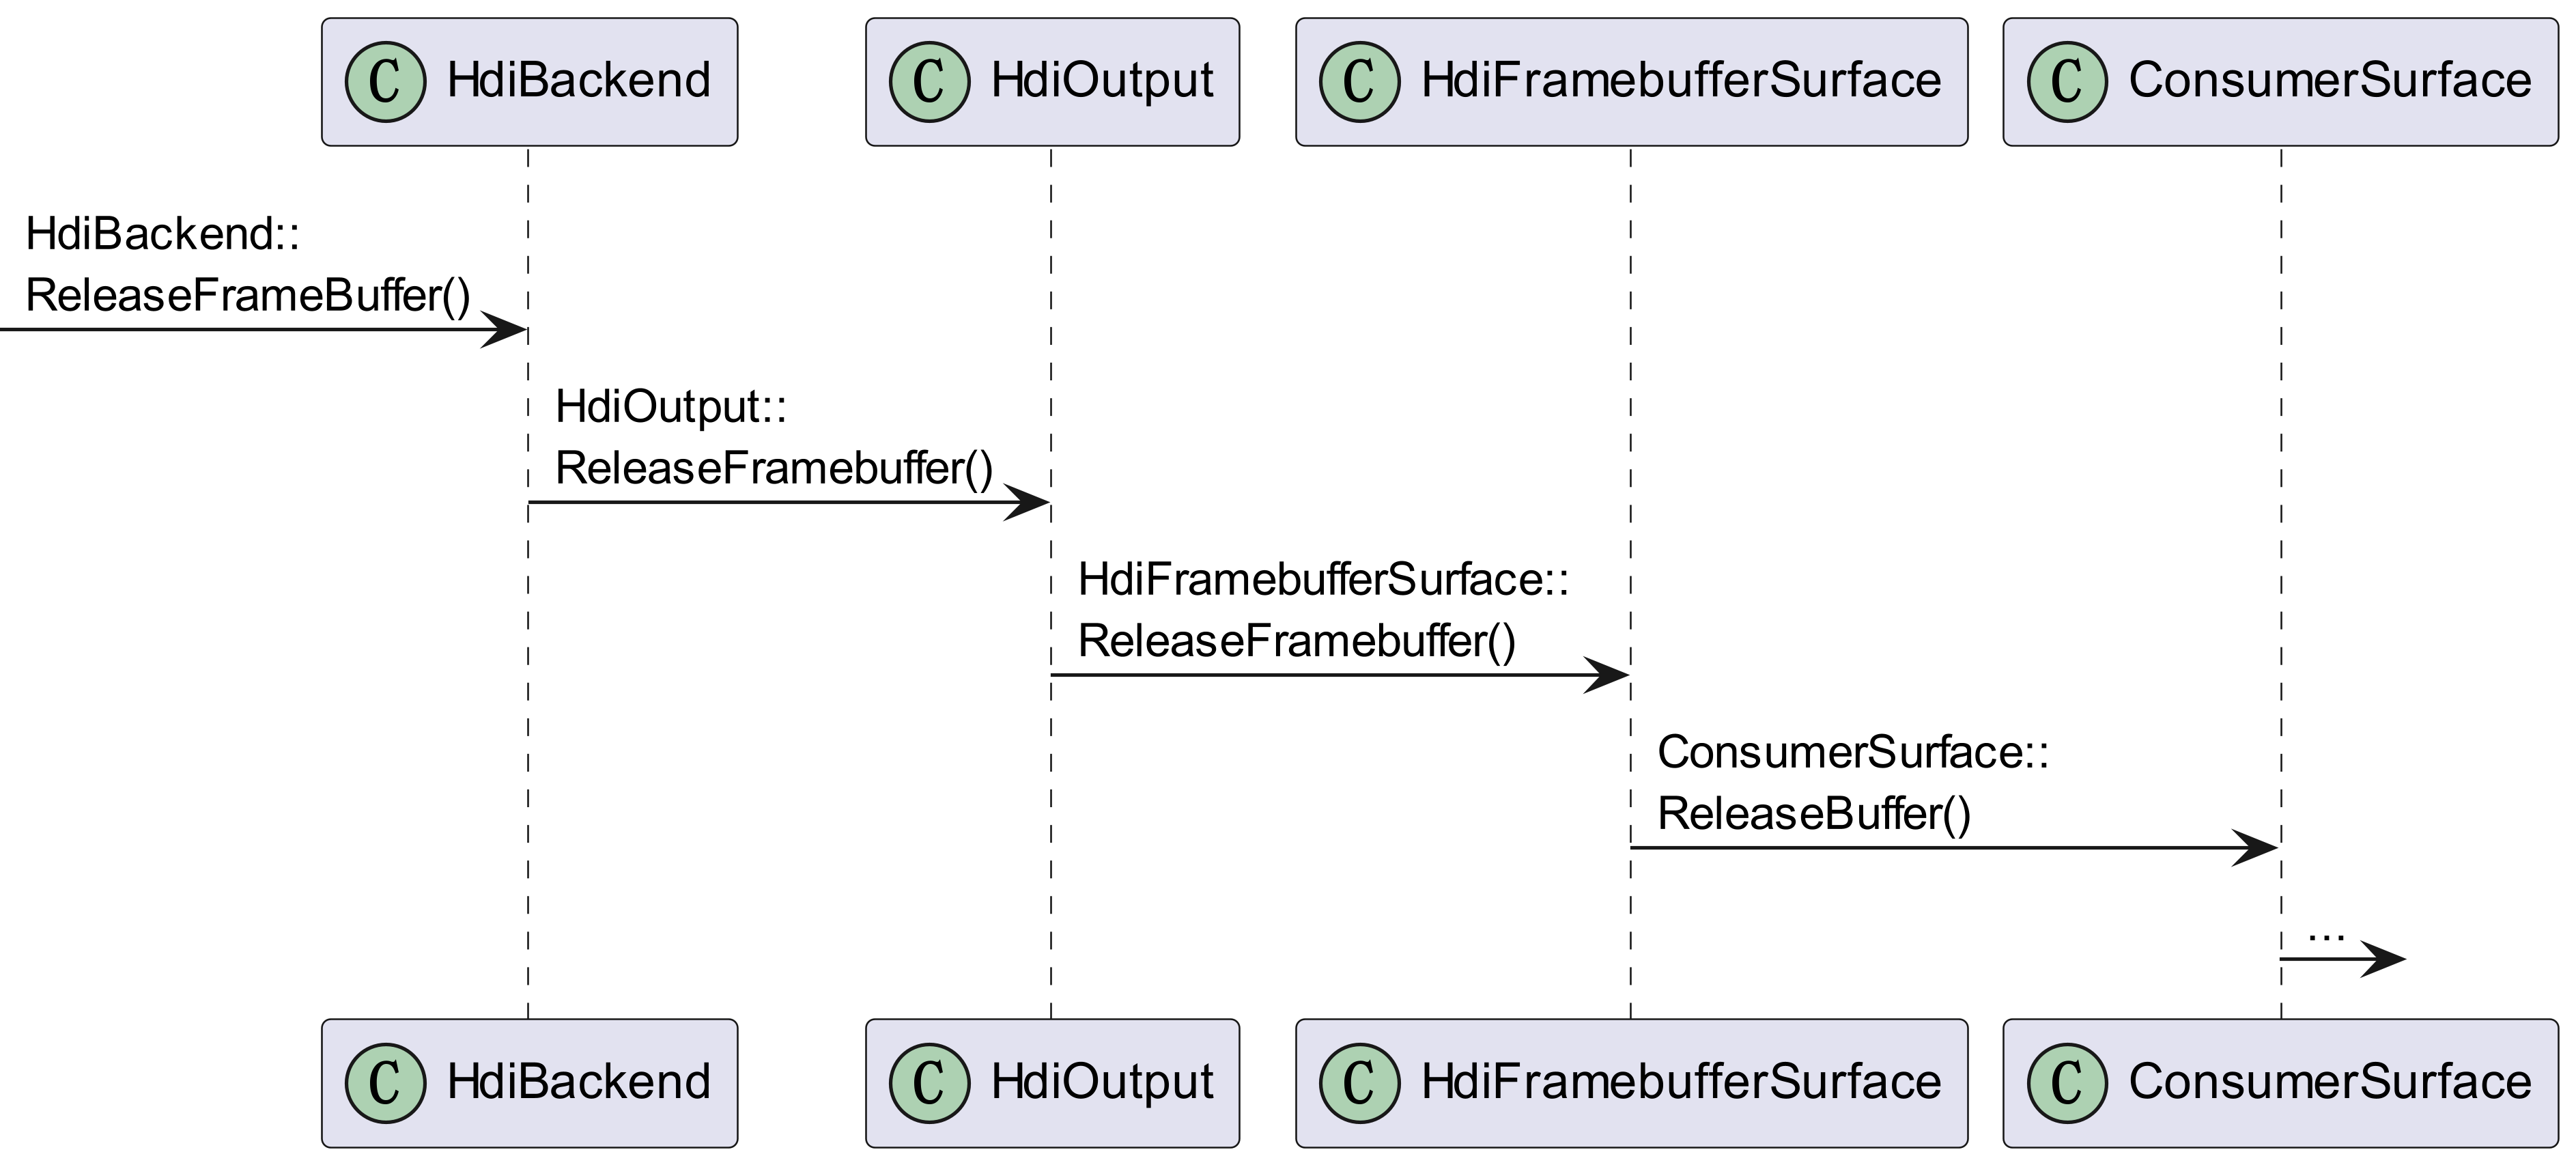 C HdiBackend
C HdiOutput
C HdiFramebufferSurface
C ConsumerSurface
HdiBackend::
ReleaseFrameBuffer()
HdiOutput::
ReleaseFramebuffer()
HdiFramebufferSurface::
ReleaseFramebuffer()
ConsumerSurface::
ReleaseBuffer()
...
C HdiBackend
C HdiOutput
C HdiFramebufferSurface
C ConsumerSurface